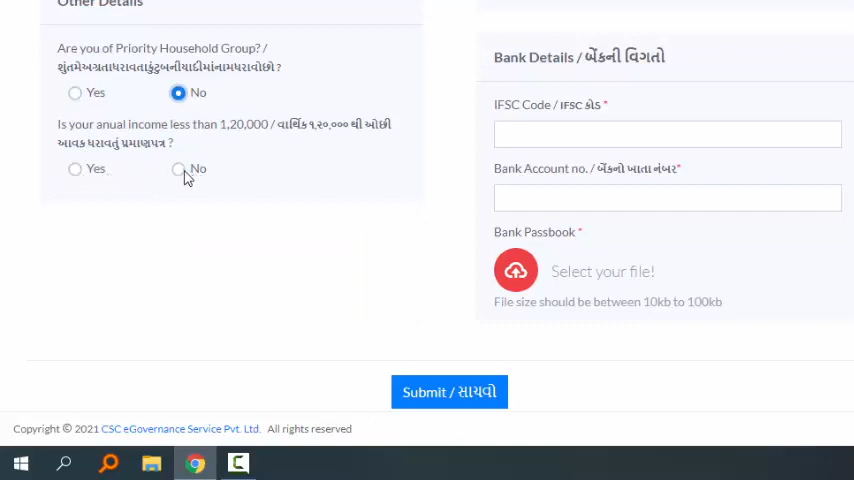 Other Details
Are you of Priority Household Group? /
શુંતમેઅગ્રતાધરાવતાકુંટુબનીયાદીમાંનામધરાવોછો ?
Yes
No
Is your anual income less than 1,20,000 / વાર્ષિક ૧,૨૦,૦૦૦ થી ઓછી
આવક ધરાવતું પ્રમાણપત્ર ?
Yes
No
Bank Details / બેંકની વિગતો
IFSC Code / IFSC કોડ *
Bank Account no. / બેંકનો ખાતા નંબર*
Bank Passbook *
Select your file!
File size should be between 10kb to 100kb
Submit / સાચવો
Copyright © 2021 CSC eGovernance Service Pvt. Ltd. All rights reserved